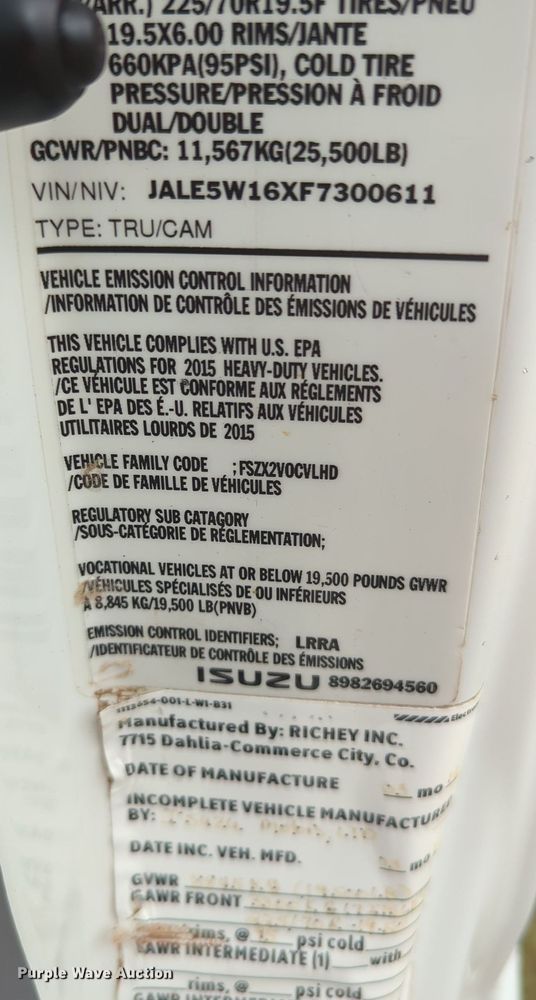 ARR.) 225/70R19.5F TIRES/PNEU
19.5X6.00 RIMS/JANTE
660KPA(95PSI), COLD TIRE
PRESSURE/PRESSION À FROID
DUAL/DOUBLE
GCWR/PNBC: 11,567KG(25,500LB)
VIN/NIV: JALE5W16XF7300611
TYPE: TRU/CAM
VEHICLE EMISSION CONTROL INFORMATION
/INFORMATION DE CONTRÔLE DES ÉMISSIONS DE VÉHICULES
THIS VEHICLE COMPLIES WITH U.S. EPA
REGULATIONS FOR 2015 HEAVY-DUTY VEHICLES.
/CE VÉHICULE EST CONFORME AUX RÉGLEMENTS
DE L' EPA DES É.-U. RELATIFS AUX VÉHICULES
UTILITAIRES LOURDS DE 2015
VEHICLE FAMILY CODE ;FSZX2VOCVLHD
/CODE DE FAMILLE DE VÉHICULES
REGULATORY SUB CATAGORY
/SOUS-CATÉGORIE DE RÉGLEMENTATION;
VOCATIONAL VEHICLES AT OR BELOW 19,500 POUNDS GVWR
/VÉHICULES SPÉCIALISÉS DE OU INFÉRIEURS
À 8,845 KG/19,500 LB(PNVB)
EMISSION CONTROL IDENTIFIERS; LRRA
/IDENTIFICATEUR DE CONTRÔLE DES ÉMISSIONS
ISUZU 8982694560
-001-L-W1-B31
Manufactured By: RICHEY INC.
7715 Dahlia-Commerce City, Co.
DATE OF MANUFACTURE mo
INCOMPLETE VEHICLE MANUFACTURE
BY:
DATE INC. VEH. MFD. mo
GVWR
GAWR FRONT
rims, @ psi cold
GAWR INTERMEDIATE (1) with
rims, @ psi cold
Purple Wave Auction